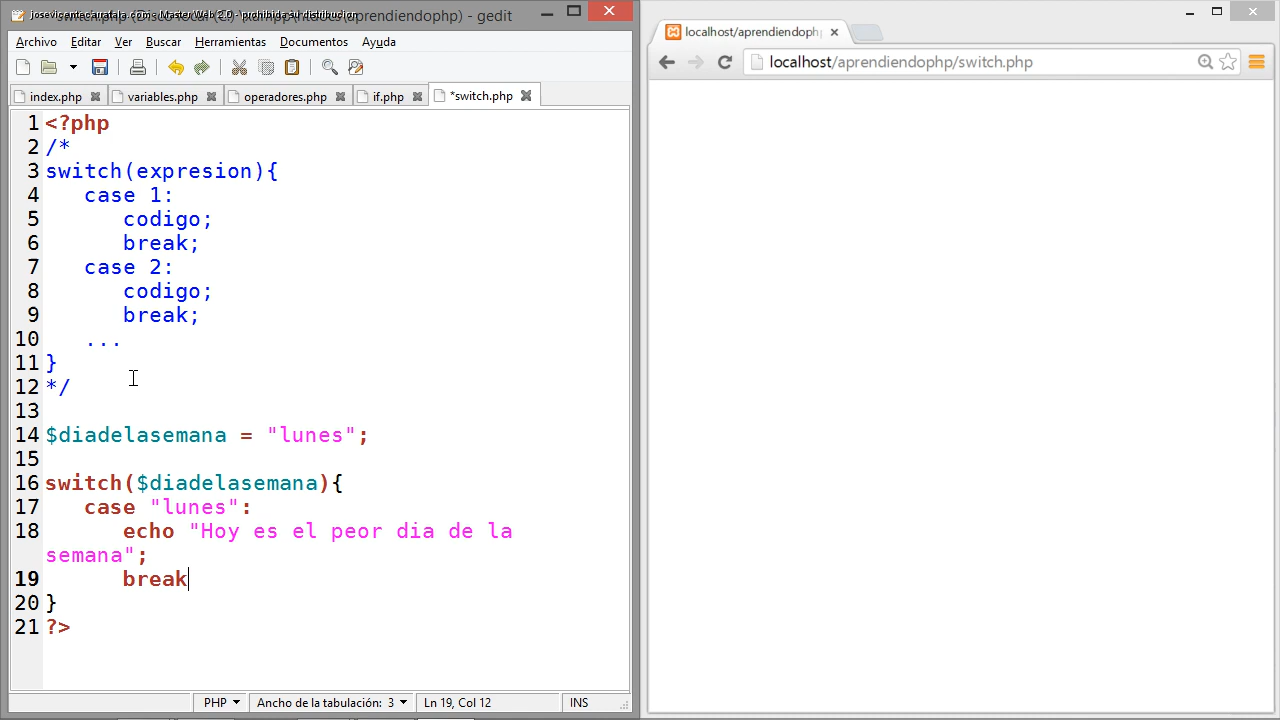 aprendiendophp) - gedit
Archivo Editar Ver Buscar Herramientas Documentos Ayuda
index.php variables.php operadores.php if.php *switch.php
1 <?php
2 /*
3 switch(expresion){
4 case 1:
5 codigo;
6 break;
7 case 2:
8 codigo;
9 break;
10 ...
11 }
12 */
13
14 $diadelasemana = "lunes";
15
16 switch($diadelasemana){
17 case "lunes":
18 echo "Hoy es el peor dia de la
semana";
19 break
20 }
21 ?>
PHP Ancho de la tabulación: 3 Ln 19, Col 12 INS
localhost/aprendiendoph
localhost/aprendiendophp/switch.php